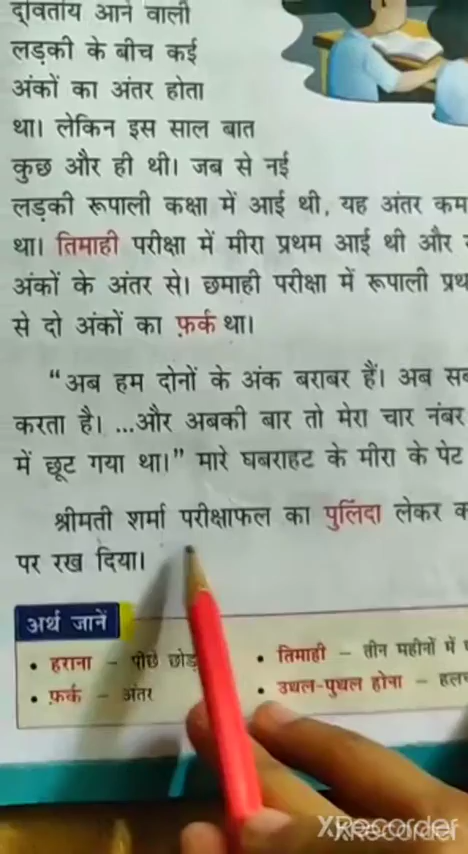 द्वितीय आने वाली
लड़की के बीच कई
अंकों का अंतर होता
था। लेकिन इस साल बात
कुछ और ही थी। जब से नई
लड़की रूपाली कक्षा में आई थी, यह अंतर कम
था। तिमाही परीक्षा में मीरा प्रथम आई थी और
अंकों के अंतर से। छमाही परीक्षा में रूपाली
से दो अंकों का फ़र्क था।
“अब हम दोनों के अंक बराबर हैं। अब
करता है। ...और अबकी बार तो मेरा चार नंबर
में छूट गया था।” मारे घबराहट के मीरा के पेट
श्रीमती शर्मा परीक्षाफल का पुलिंदा लेकर
पर रख दिया।
अर्थ जानें
• हराना – पीछे
• तिमाही – तीन महीनों में
• फ़र्क – अंतर
• उथल-पुथल होना –
XRecorder